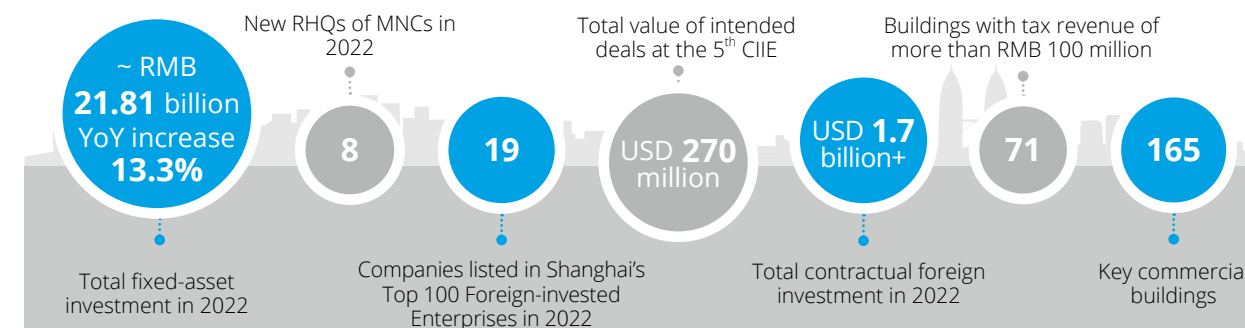 ~ RMB
21.81 billion
YoY increase
13.3%
Total fixed-asset
investment in 2022
New RHQs of MNCs in
2022
8
19
Companies listed in Shanghai's
Top 100 Foreign-invested
Enterprises in 2022
Total value of intended
deals at the 5th CIIE
USD 270
million
USD 1.7
billion+
Total contractual foreign
investment in 2022
Buildings with tax revenue of
more than RMB 100 million
71
165
Key commercia
buildings